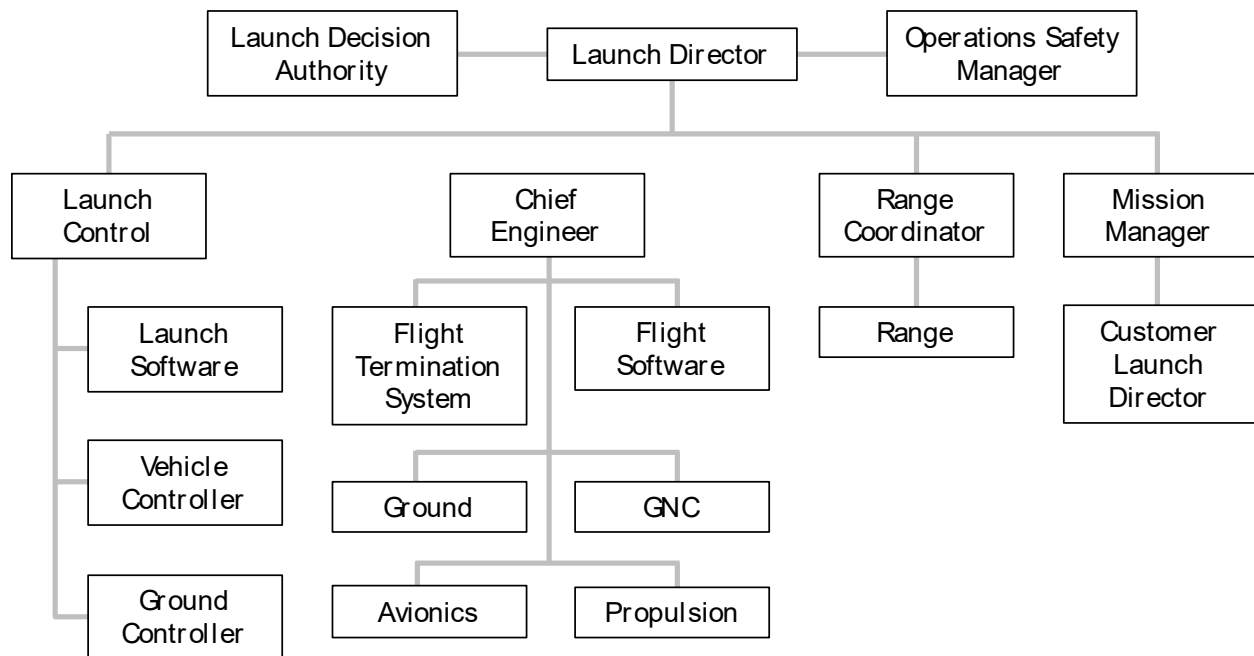 Launch Decision
Authority
Launch Director
Operations Safety
Manager
Launch
Control
Chief
Engineer
Range
Coordinator
Mission
Manager
Launch
Software
Flight
Termination
System
Flight
Software
Range
Customer
Launch
Director
Vehicle
Controller
Ground
GNC
Ground
Controller
Avionics
Propulsion